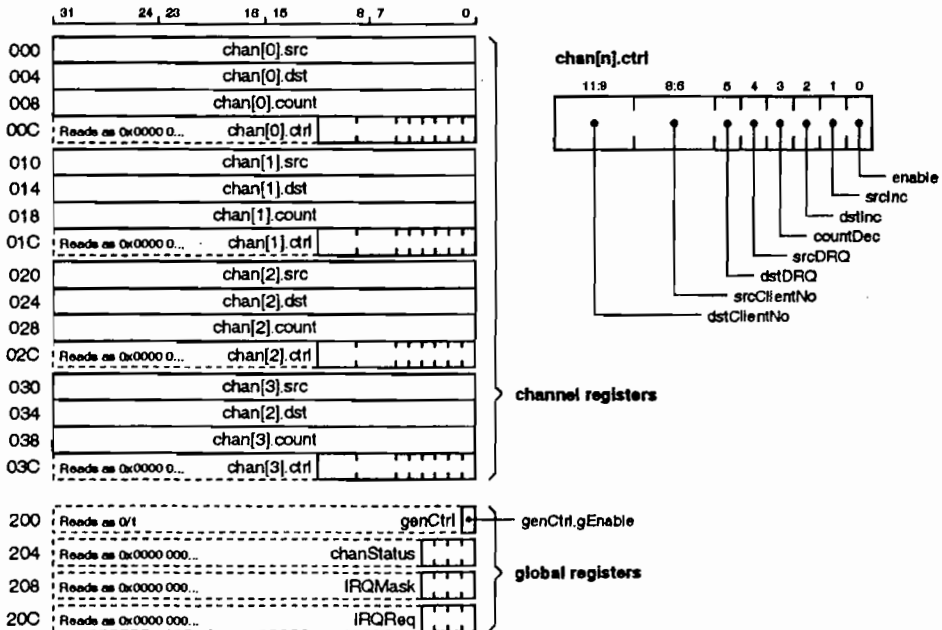 31 24 23 16 15 8 7 0
000 chan[0].src
004 chan[0].dst
008 chan[0].count
00C Reads as 0x0000 0... chan[0].ctrl
010 chan[1].src
014 chan[1].dst
018 chan[1].count
01C Reads as 0x0000 0... chan[1].ctrl
020 chan[2].src
024 chan[2].dst
028 chan[2].count
02C Reads as 0x0000 0... chan[2].ctrl
030 chan[3].src
034 chan[2].dst
038 chan[3].count
03C Reads as 0x0000 0... chan[3].ctrl
channel registers
chan[n].ctrl
11:9 8:6 5 4 3 2 1 0
enable
srcInc
dstInc
countDec
srcDRQ
dstDRQ
srcClientNo
dstClientNo
200 Reads as 0/1 genCtrl genCtrl.gEnable
204 Reads as 0x0000 000... chanStatus
208 Reads as 0x0000 000... IRQMask
20C Reads as 0x0000 000... IRQReq
global registers